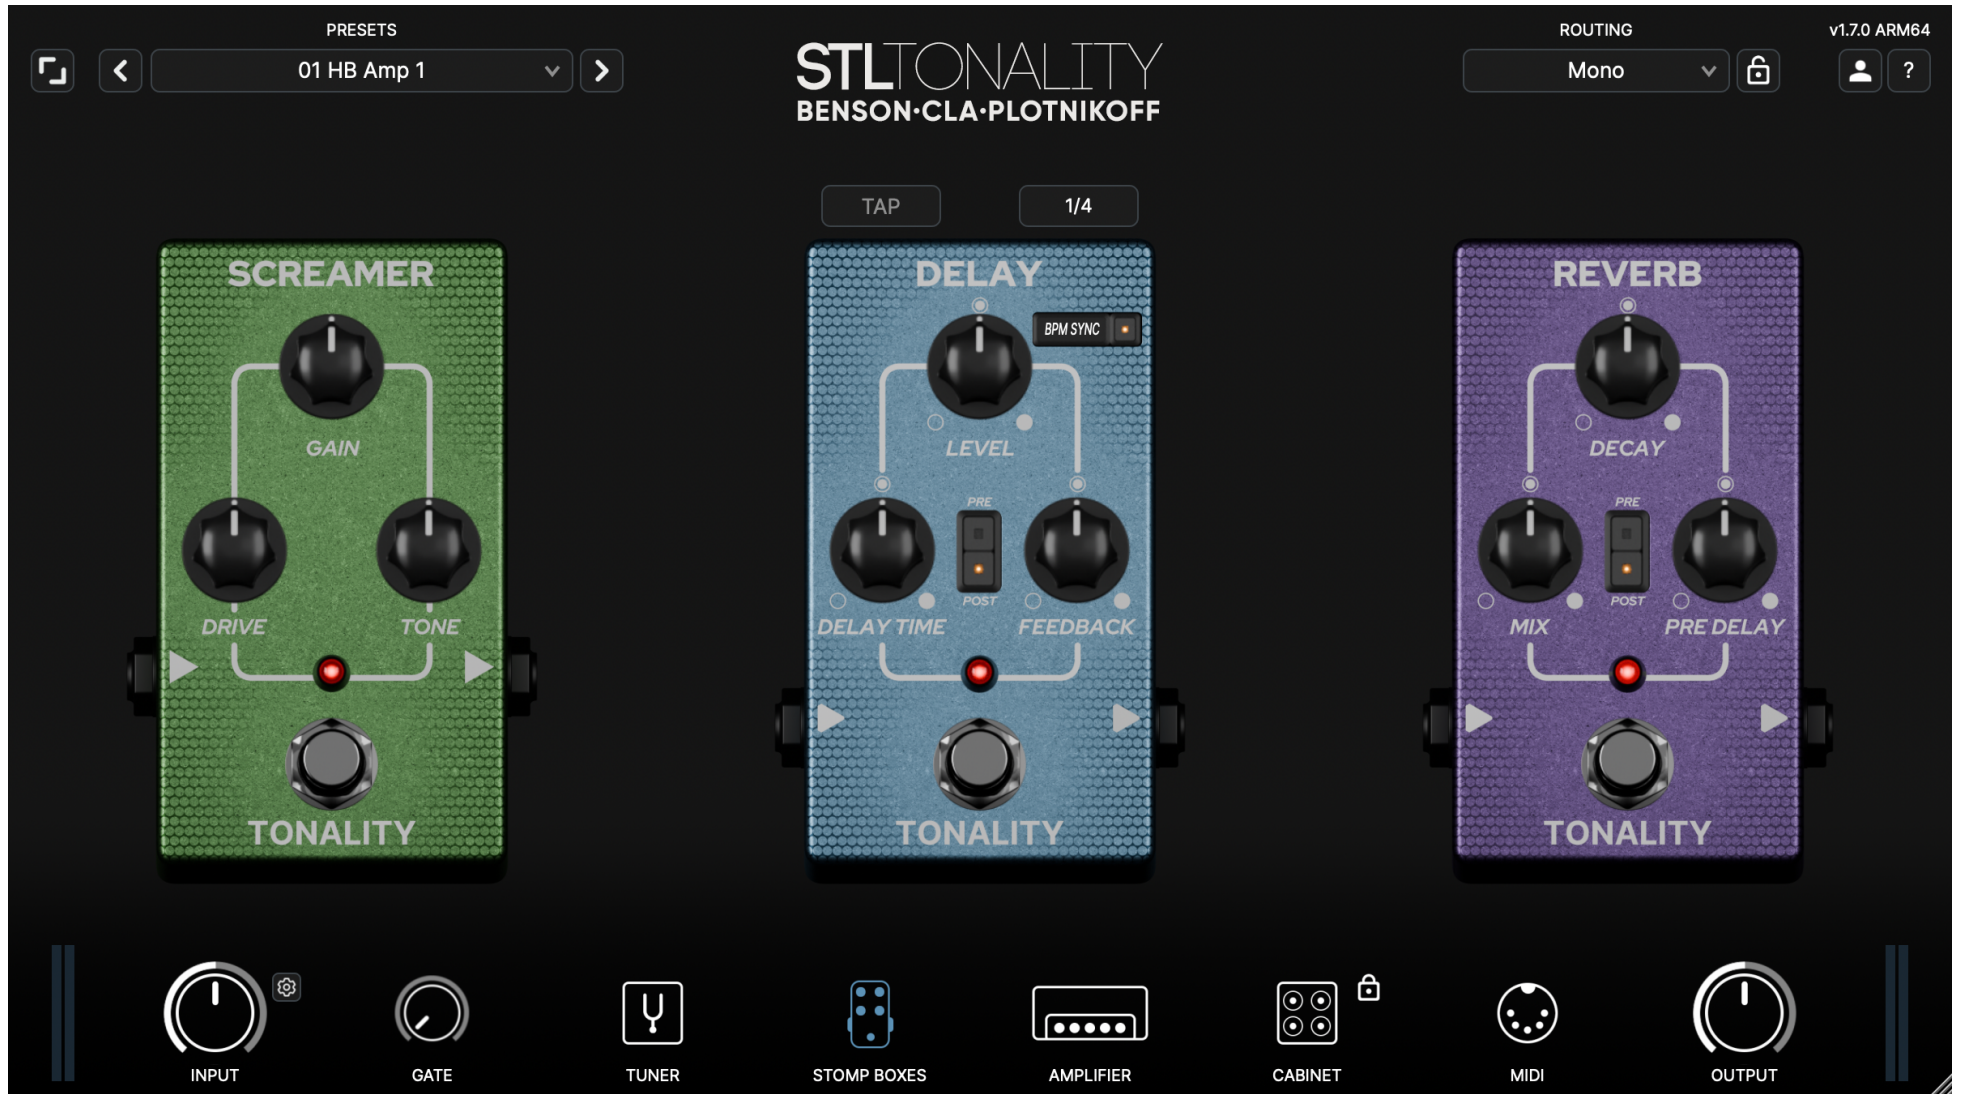 PRESETS
ROUTING
v1.7.0 ARM64
01 HB Amp 1
Mono
?
STLTONALITY
BENSON·CLA·PLOTNIKOFF
TAP
1/4
SCREAMER
GAIN
DRIVE
TONE
TONALITY
DELAY
BPM SYNC
LEVEL
PRE
POST
DELAY TIME
FEEDBACK
TONALITY
REVERB
DECAY
PRE
POST
MIX
PRE DELAY
TONALITY
INPUT
GATE
TUNER
STOMP BOXES
AMPLIFIER
CABINET
MIDI
OUTPUT